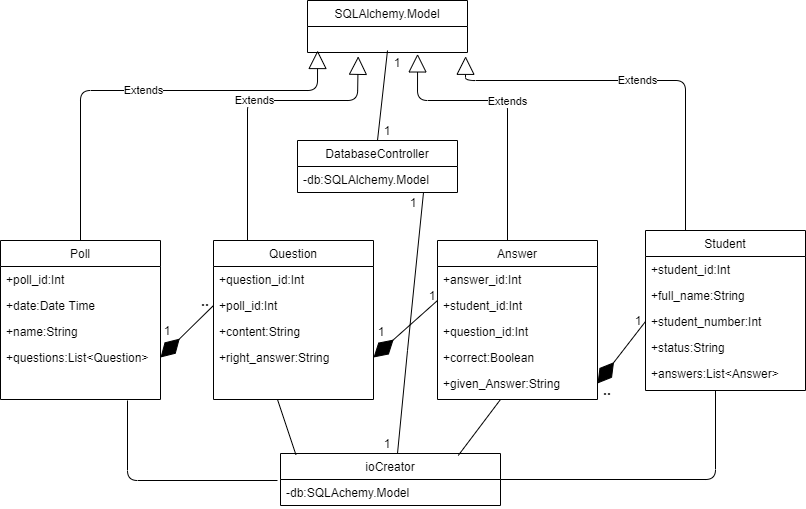 SQLAlchemy.Model
1
Extends
Extends
Extends
Extends
1
DatabaseController
-db:SQLAlchemy.Model
1
Poll
+poll_id:Int
+date:Date Time
+name:String
+questions:List<Question>
1
..
Question
+question_id:Int
+poll_id:Int
+content:String
+right_answer:String
1
1
Answer
+answer_id:Int
+student_id:Int
+question_id:Int
+correct:Boolean
+given_Answer:String
1
..
Student
+student_id:Int
+full_name:String
+student_number:Int
+status:String
+answers:List<Answer>
1
ioCreator
-db:SQLAchemy.Model